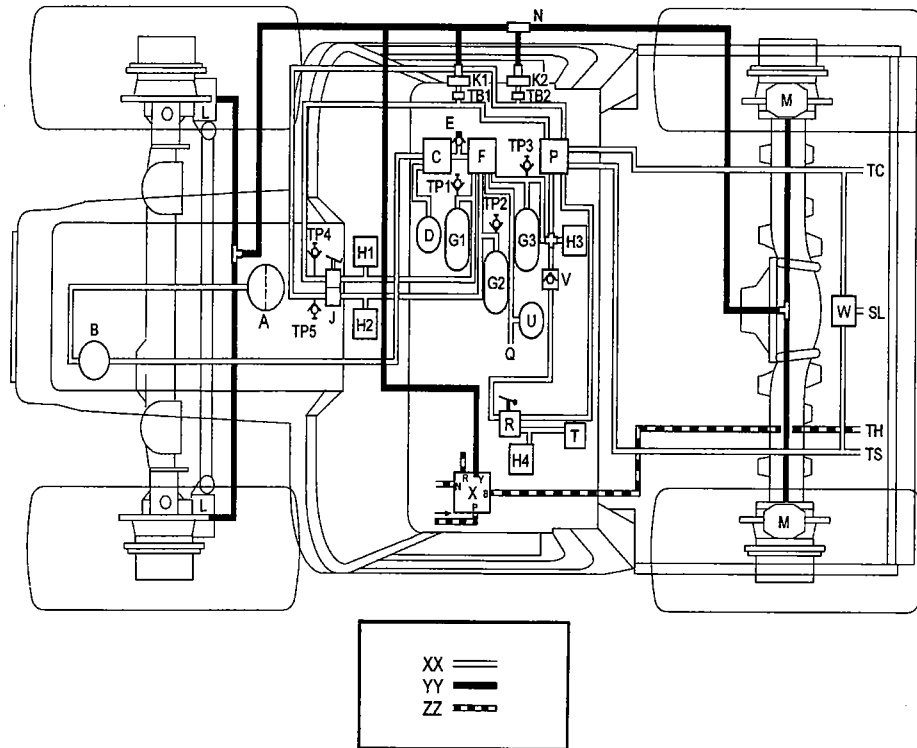 N
K1
K2
TB1
TB2
L
M
E
C
F
TP3
P
TC
TP1
TP2
D
G1
G3
H3
TP4
H1
G2
V
A
J
H2
TP5
U
W
SL
B
Q
R
T
H4
TH
TS
R
Y
N
X
B
P
L
M
XX
YY
ZZ